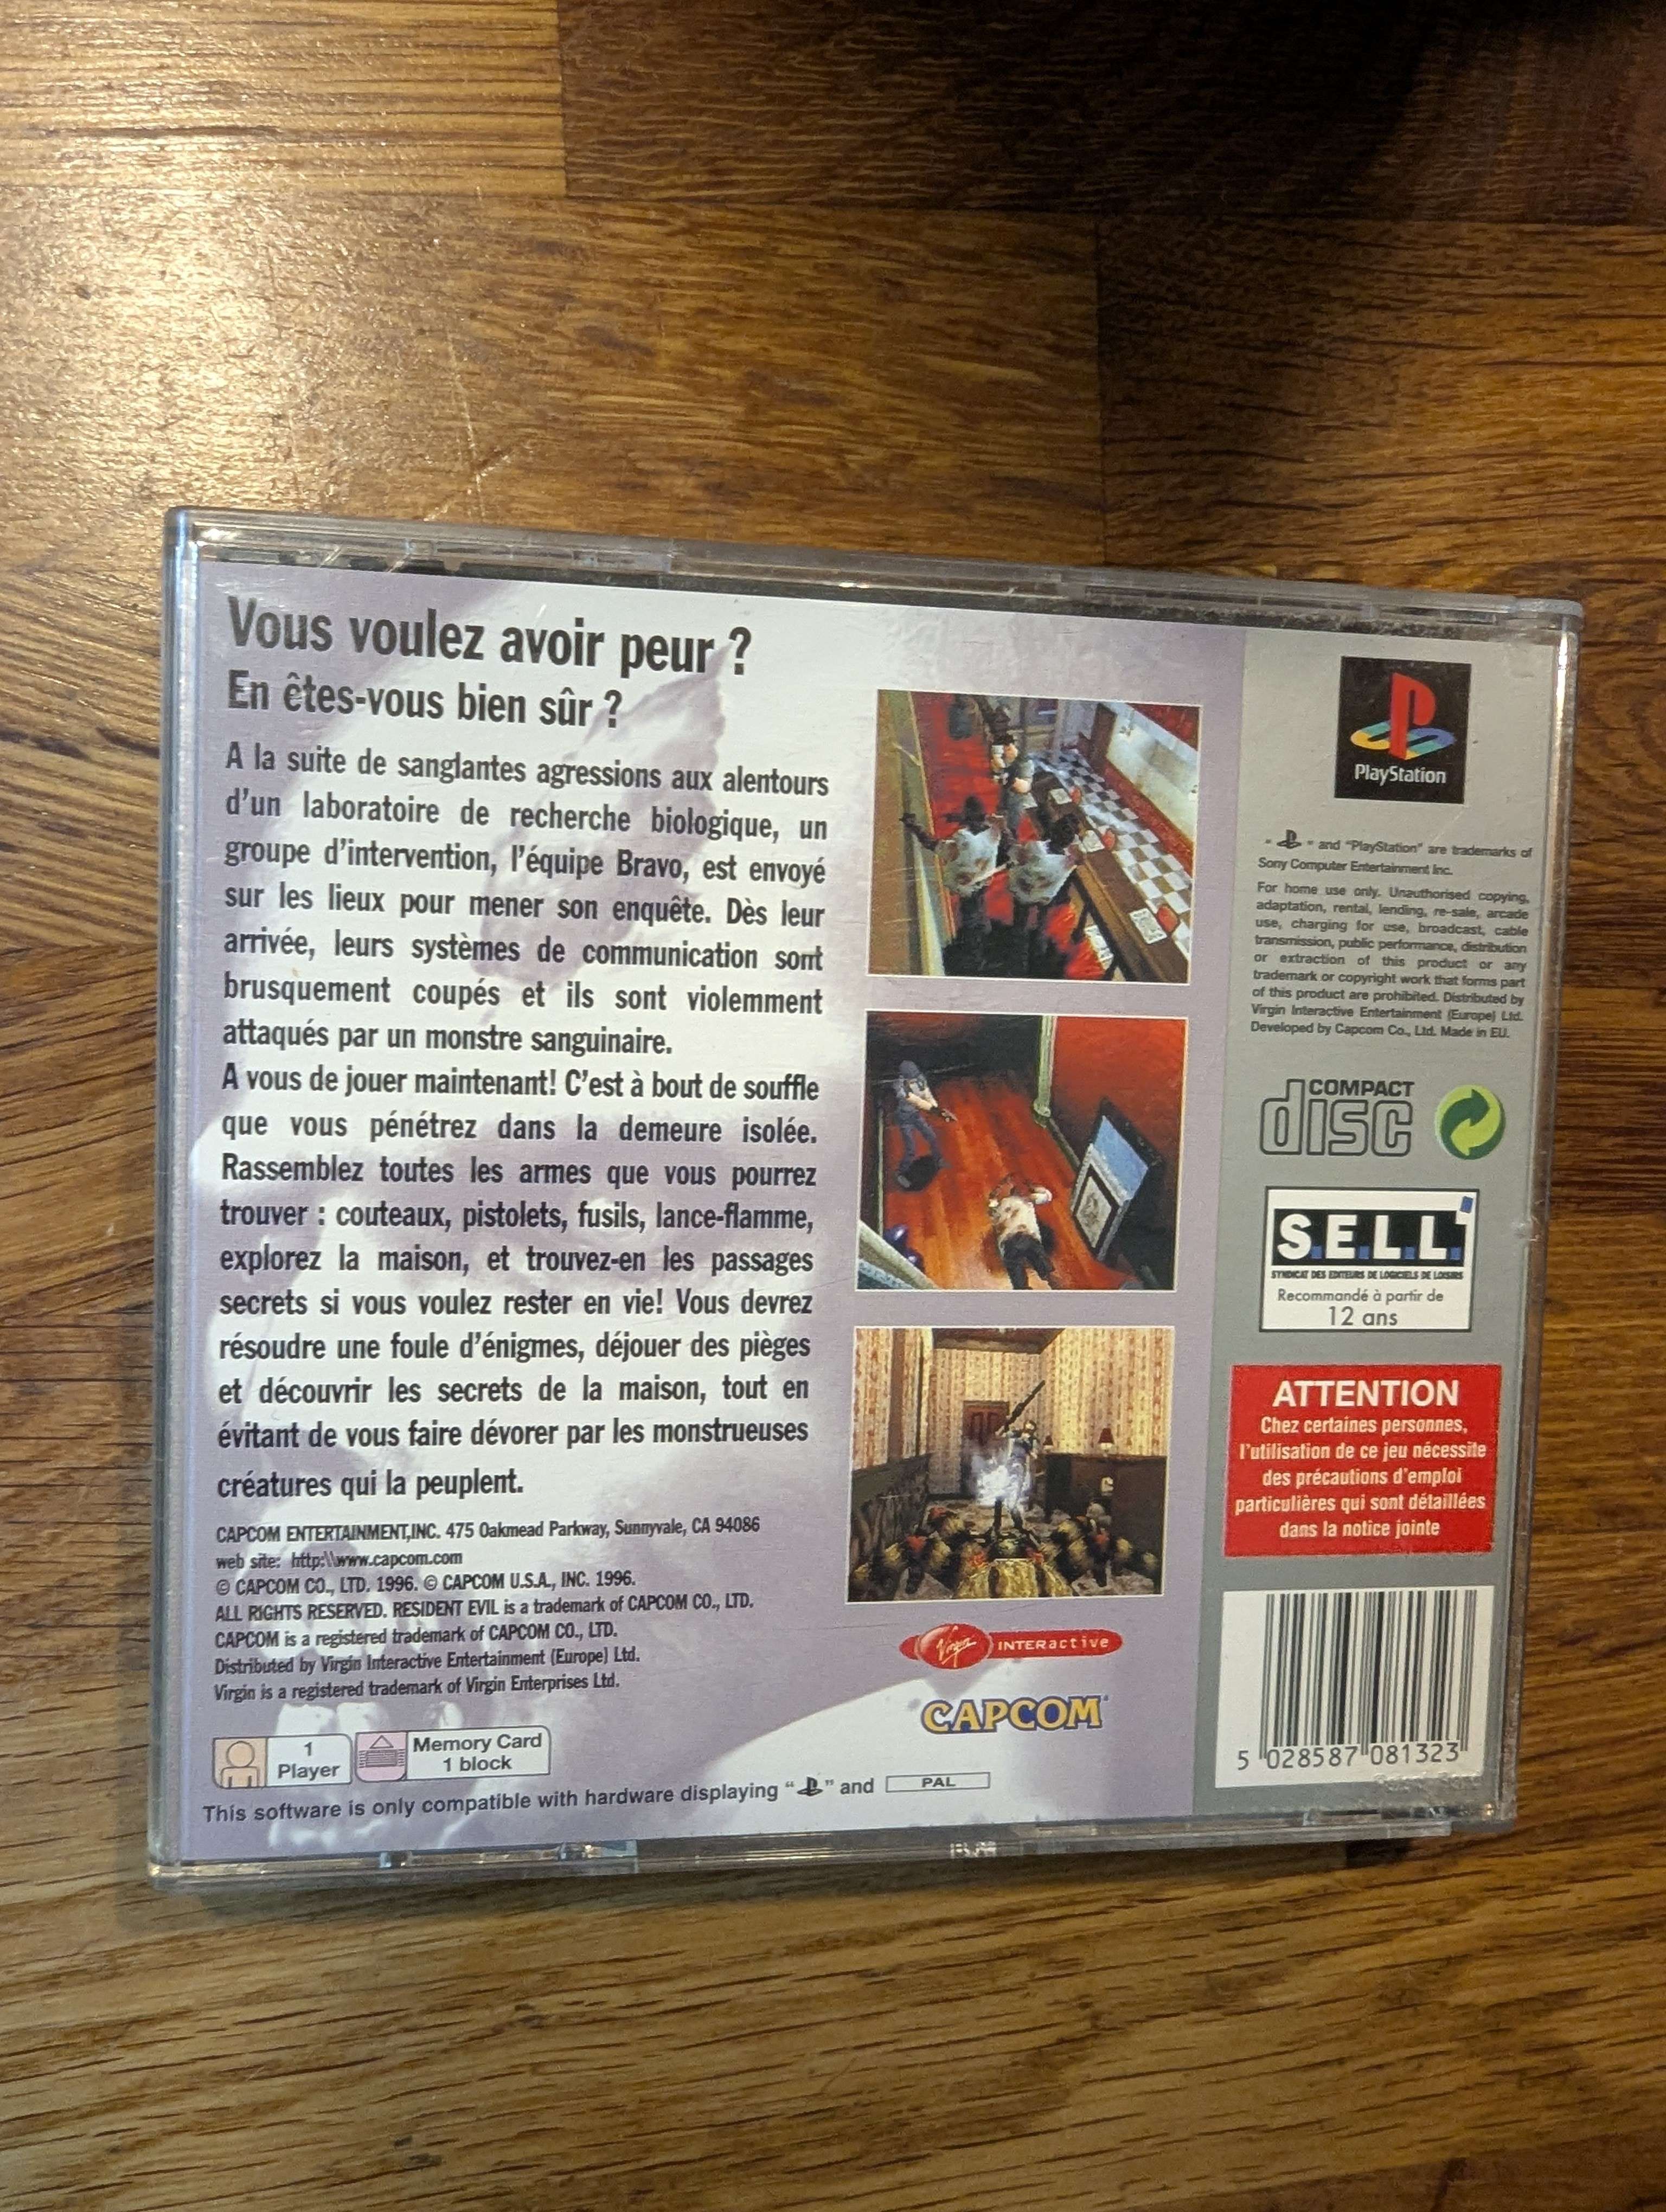 Vous voulez avoir peur ?
En êtes-vous bien sûr ?
A la suite de sanglantes agressions aux alentours
d'un laboratoire de recherche biologique, un
groupe d'intervention, l'équipe Bravo, est envoyé
sur les lieux pour mener son enquête. Dès leur
arrivée, leurs systèmes de communication sont
brusquement coupés et ils sont violemment
attaqués par un monstre sanguinaire.
A vous de jouer maintenant! C'est à bout de souffle
que vous pénétrez dans la demeure isolée.
Rassemblez toutes les armes que vous pourrez
trouver : couteaux, pistolets, fusils, lance-flamme,
explorez la maison, et trouvez-en les passages
secrets si vous voulez rester en vie! Vous devrez
résoudre une foule d'énigmes, déjouer des pièges
et découvrir les secrets de la maison, tout en
évitant de vous faire dévorer par les monstrueuses
créatures qui la peuplent.
CAPCOM ENTERTAINMENT,INC. 475 Oakmead Parkway, Sunnyvale, CA 94086
web site: http:\\www.capcom.com
© CAPCOM CO., LTD. 1996. © CAPCOM U.S.A., INC. 1996.
ALL RIGHTS RESERVED. RESIDENT EVIL is a trademark of CAPCOM CO., LTD.
CAPCOM is a registered trademark of CAPCOM CO., LTD.
Distributed by Virgin Interactive Entertainment (Europe) Ltd.
Virgin is a registered trademark of Virgin Enterprises Ltd.
1
Player
Memory Card
1 block
This software is only compatible with hardware displaying " " and PAL
Virgin INTERactive
CAPCOM
PlayStation
" " and "PlayStation" are trademarks of
Sony Computer Entertainment Inc.
For home use only. Unauthorised copying,
adaptation, rental, lending, re-sale, arcade
use, charging for use, broadcast, cable
transmission, public performance, distribution
or extraction of this product or any
trademark or copyright work that forms part
of this product are prohibited. Distributed by
Virgin Interactive Entertainment (Europe) Ltd.
Developed by Capcom Co., Ltd. Made in EU.
COMPACT
disc
S.E.L.L.
SYNDICAT DES EDITEURS DE LOGICIELS DE LOISIRS
Recommandé à partir de
12 ans
ATTENTION
Chez certaines personnes,
l'utilisation de ce jeu nécessite
des précautions d'emploi
particulières qui sont détaillées
dans la notice jointe
5 028587 081323